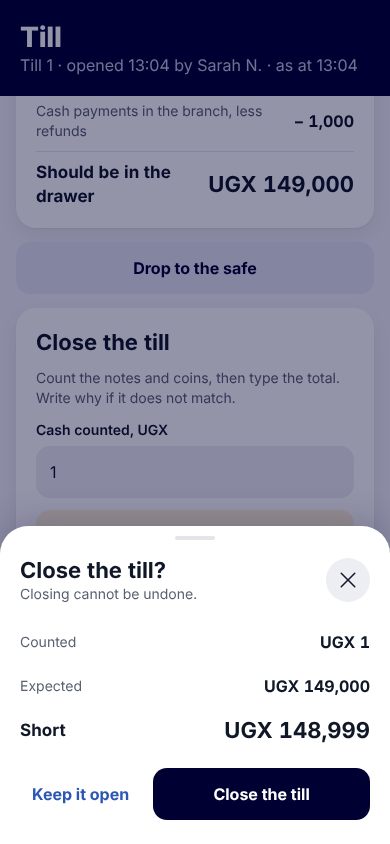 Till
Till 1 · opened 13:04 by Sarah N. · as at 13:04
Cash payments in the branch, less
refunds
– 1,000
Should be in the
drawer
UGX 149,000
Drop to the safe
Close the till
Count the notes and coins, then type the total.
Write why if it does not match.
Cash counted, UGX
1
Close the till?
Closing cannot be undone.
Counted
UGX 1
Expected
UGX 149,000
Short
UGX 148,999
Keep it open
Close the till